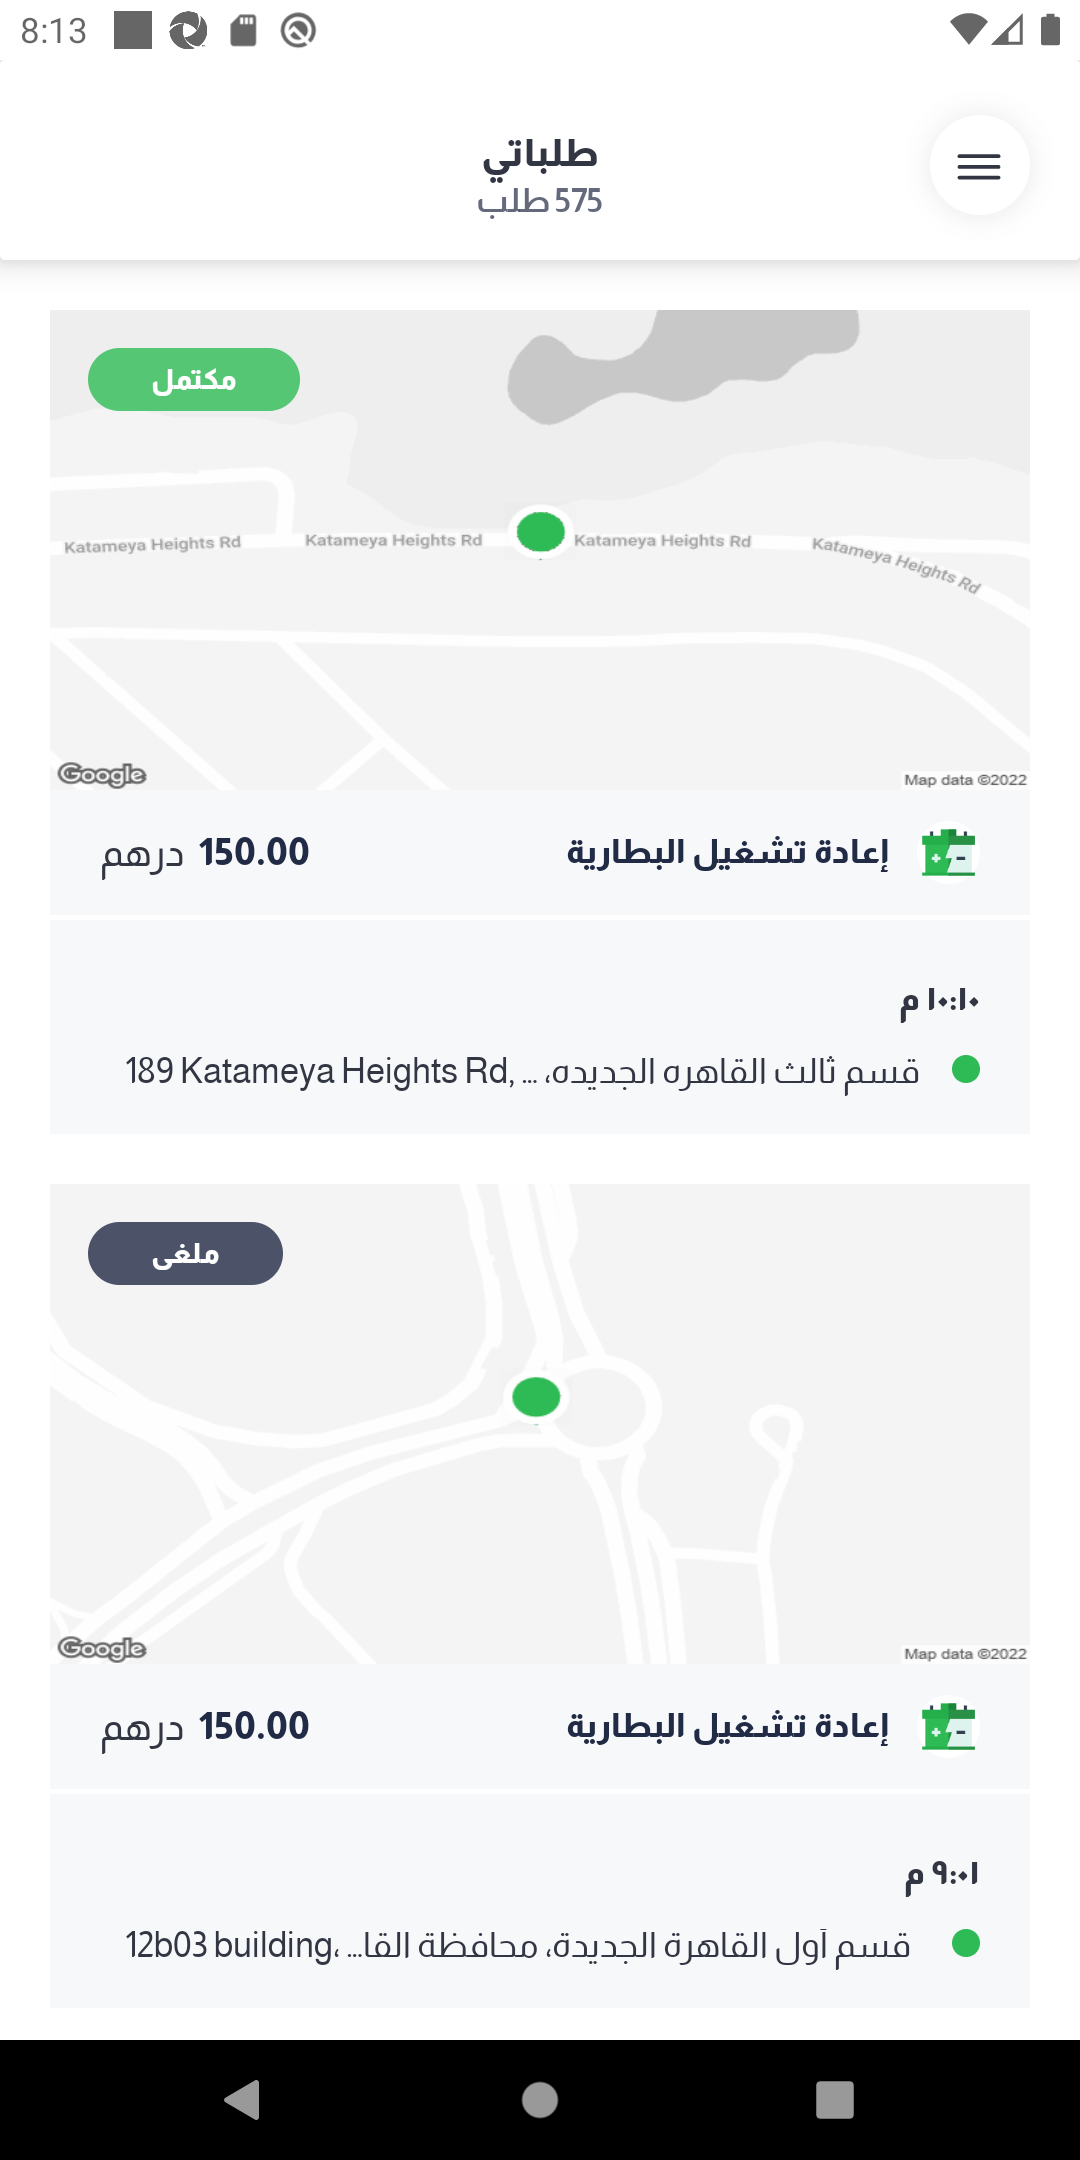 8:13
طلباتي
575 طلب
مكتمل
Katameya Heights Rd
Katameya Heights Rd
Katameya Heights Rd
Katameya Heights Rd
Google
Map data ©2022
إعادة تشغيل البطارية
150.00 درهم
١٠:١٠ م
189 Katameya Heights Rd, ... قسم ثالث القاهره الجديده،
ملغى
Google
Map data ©2022
إعادة تشغيل البطارية
150.00 درهم
٩:٠١ م
12b03 building، قسم أول القاهرة الجديدة، محافظة القا...